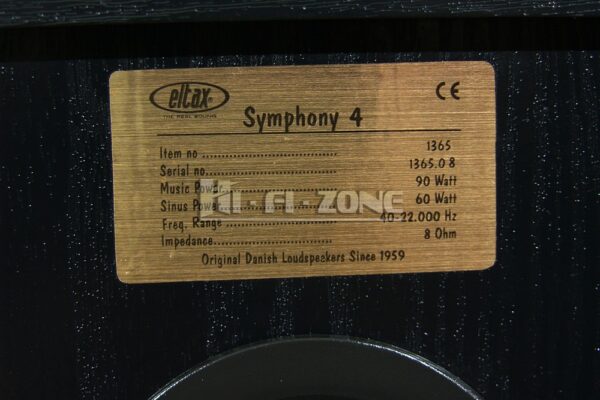 eltax®
THE REAL SOUND
CE
Symphony 4
Item no ........................... 1365
Serial no. ........................... 1365.0 8
Music Power ........................... 90 Watt
Sinus Power ........................... 60 Watt
Freq. Range ........................... 40-22.000 Hz
Impedance ........................... 8 Ohm
Original Danish Loudspeakers Since 1959
HI-FI-ZONE